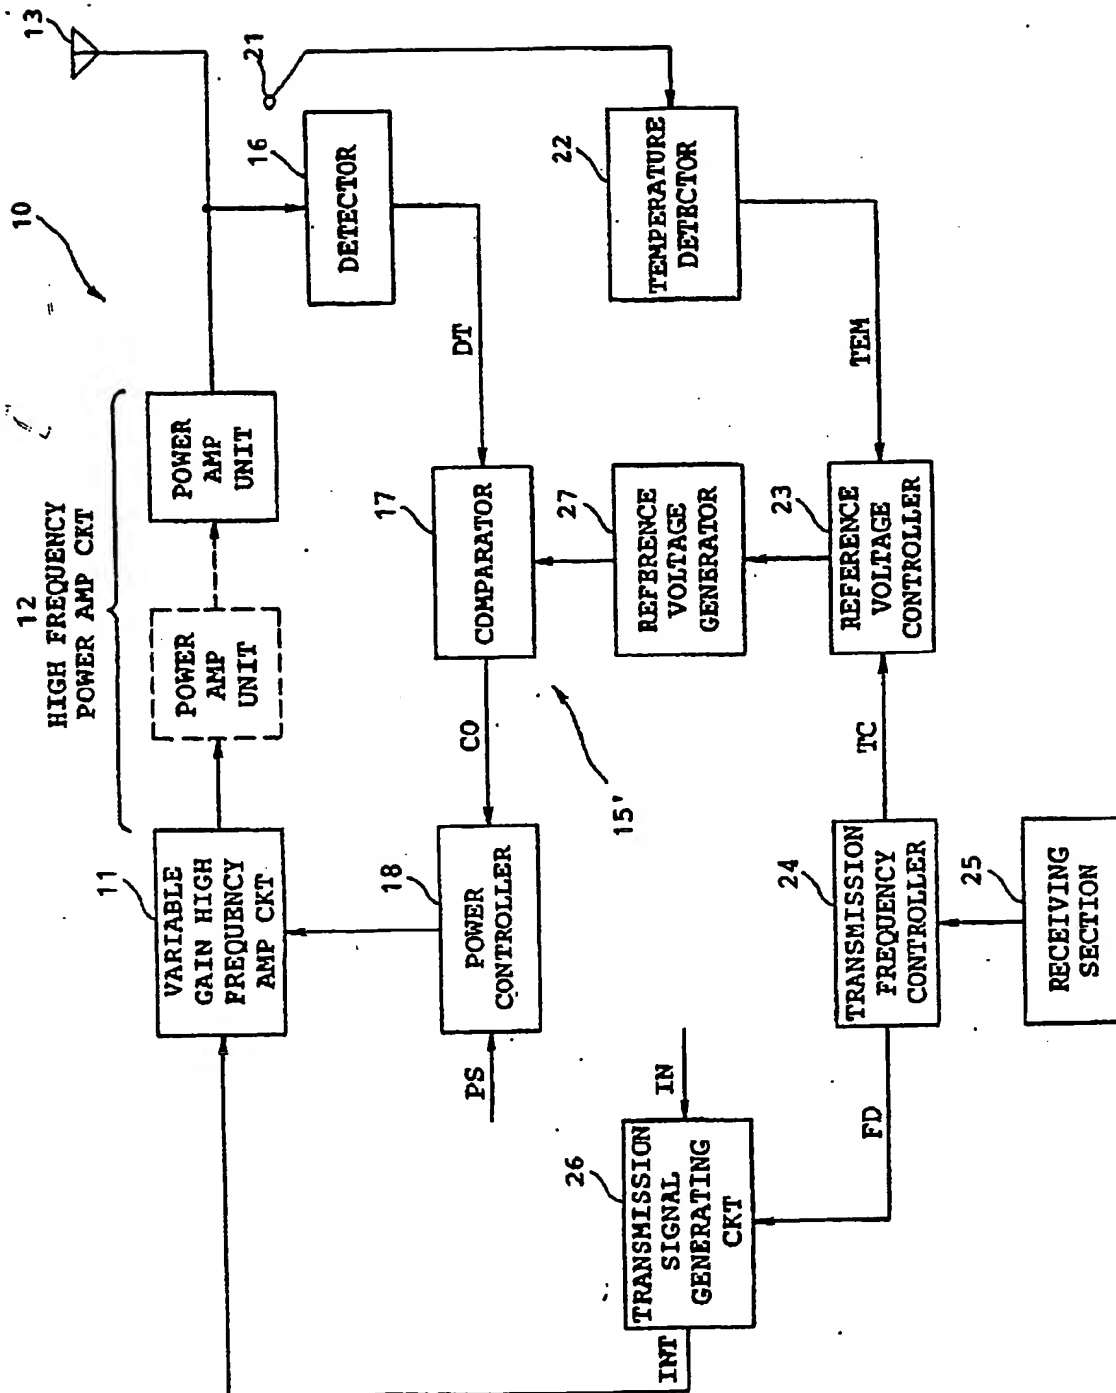 10
12
HIGH FREQUENCY
POWER AMP CKT
13
11
VARIABLE
GAIN HIGH
FREQUENCY
AMP CKT
POWER
AMP
UNIT
POWER
AMP
UNIT
21
16
DETECTOR
DT
17
COMPARATOR
CO
18
POWER
CONTROLLER
PS
15'
22
TEMPERATURE
DETECTOR
TEM
27
REFERENCE
VOLTAGE
GENERATOR
23
REFERENCE
VOLTAGE
CONTROLLER
TC
24
TRANSMISSION
FREQUENCY
CONTROLLER
25
RECEIVING
SECTION
FD
IN
26
TRANSMISSION
SIGNAL
GENERATING
CKT
INT